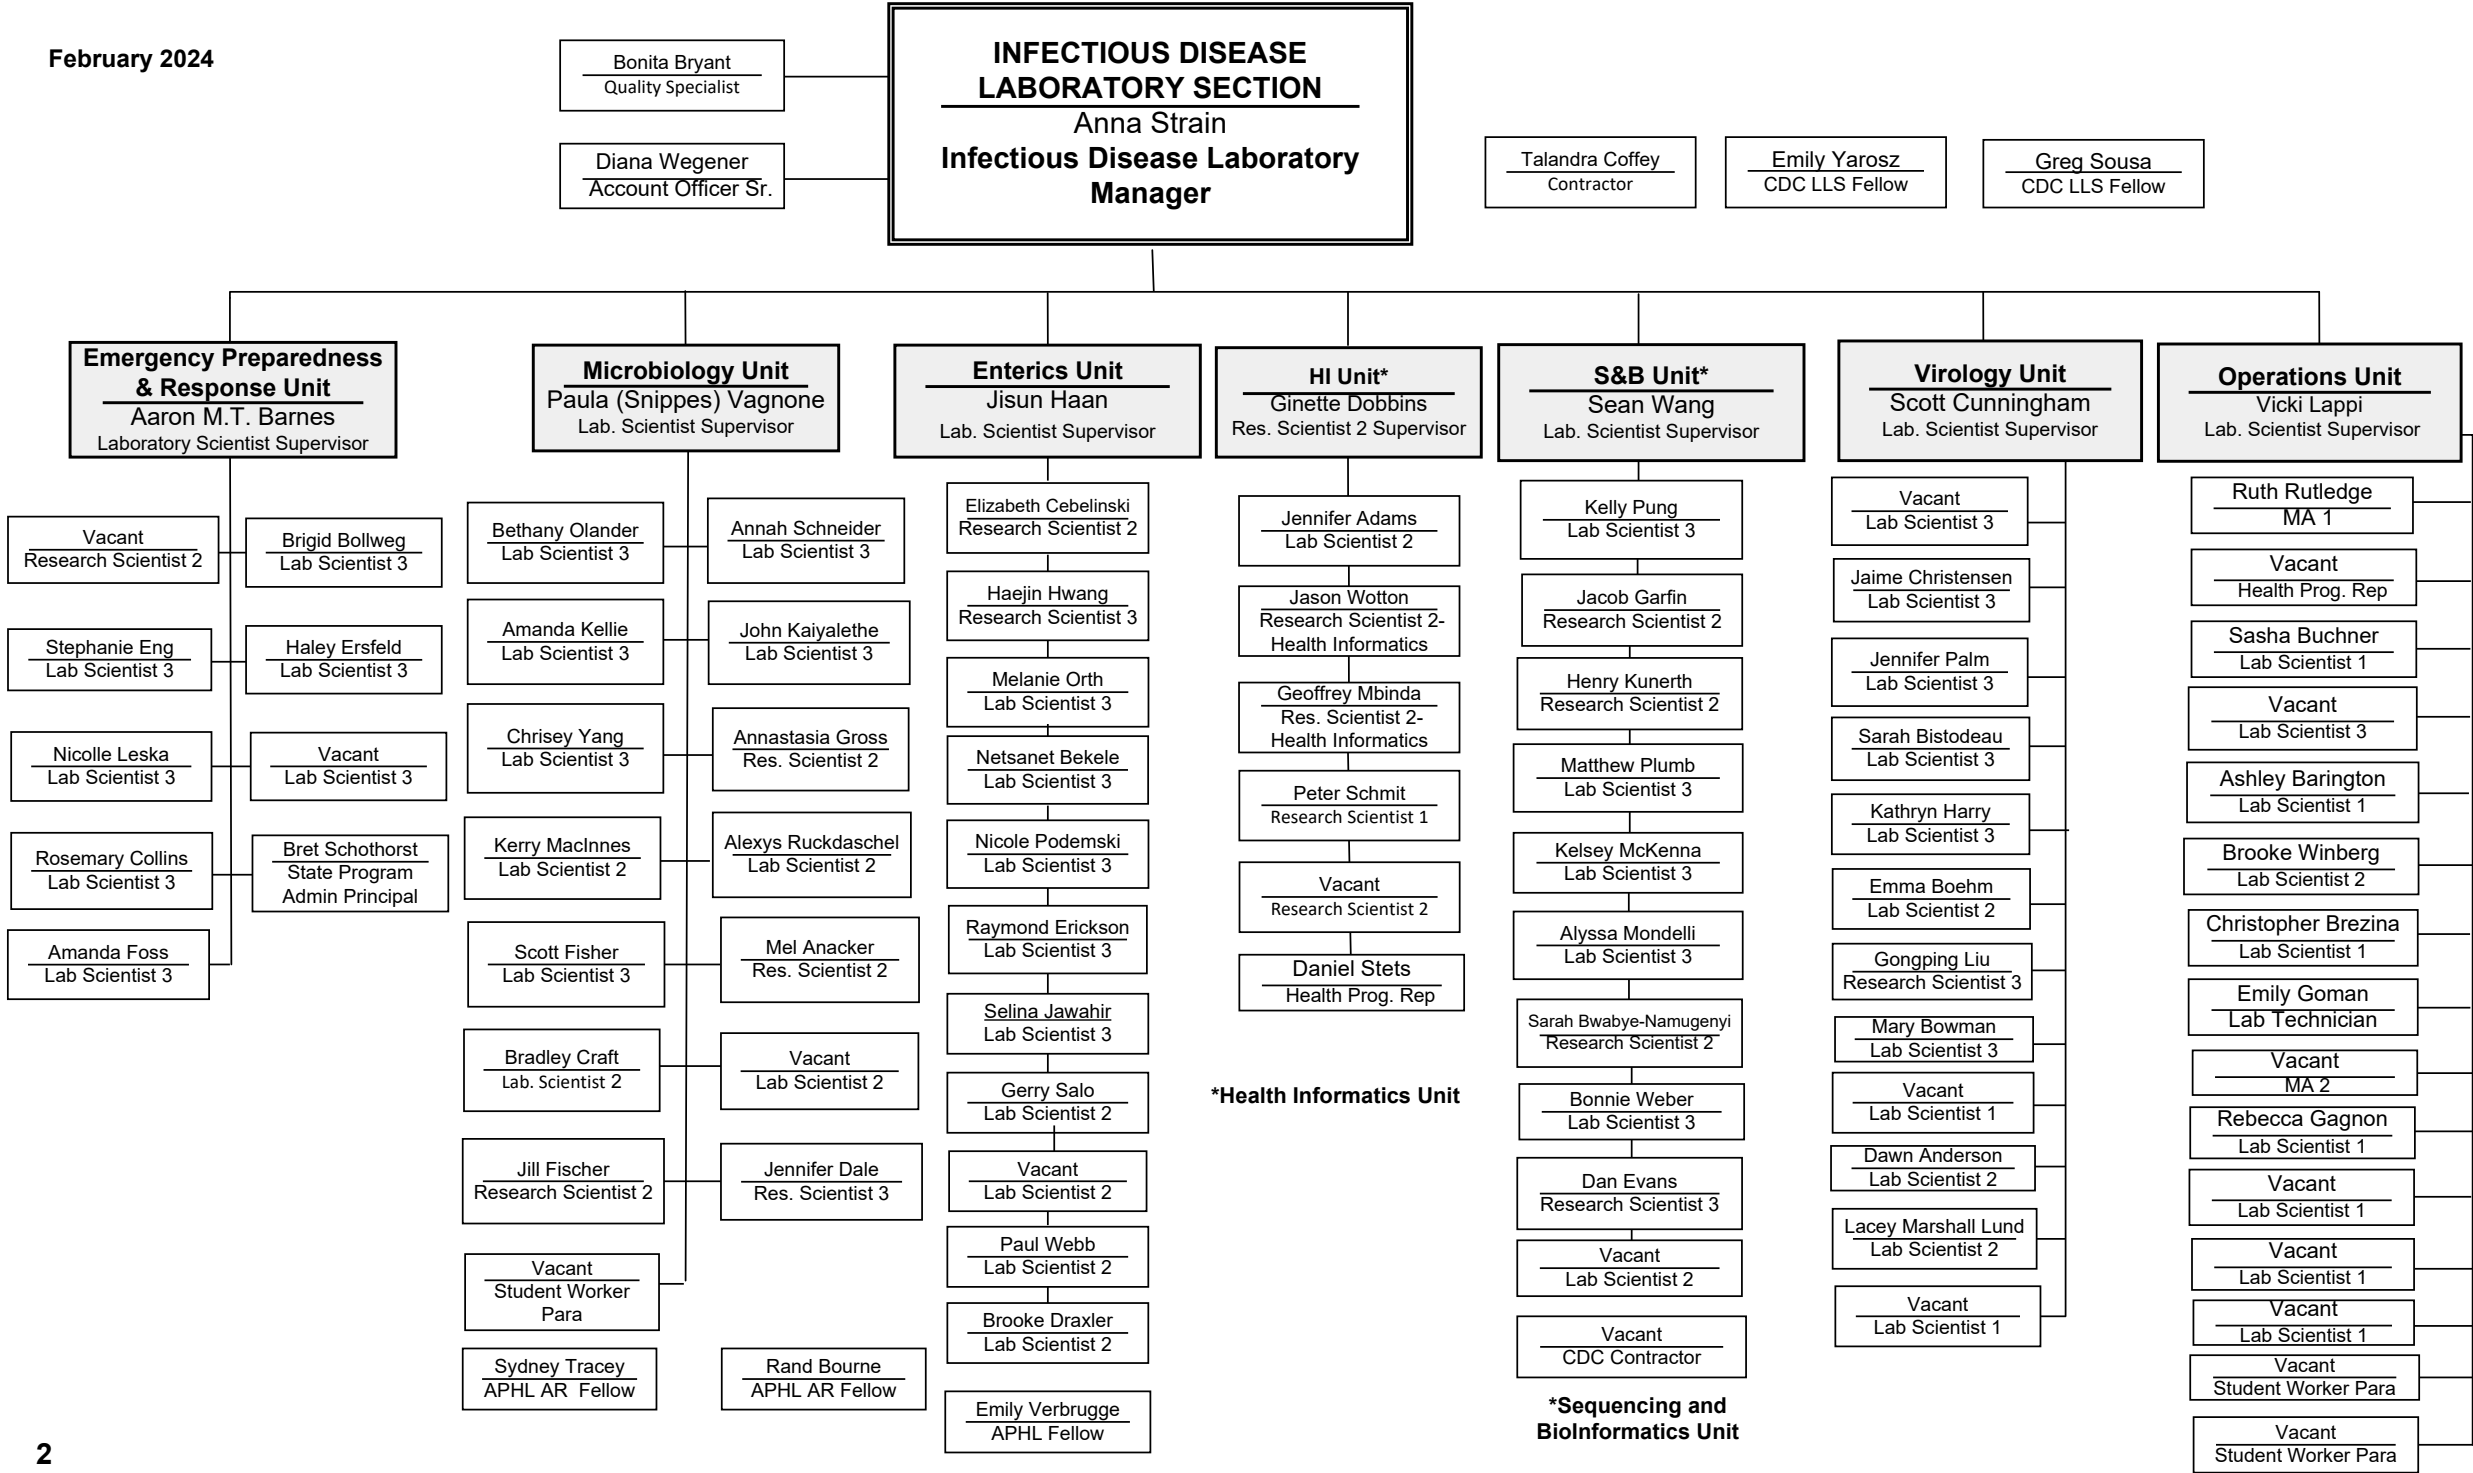 February 2024
Bonita Bryant
Quality Specialist
Diana Wegener
Account Officer Sr.
INFECTIOUS DISEASE
LABORATORY SECTION
Anna Strain
Infectious Disease Laboratory
Manager
Talandra Coffey
Contractor
Emily Yarosz
CDC LLS Fellow
Greg Sousa
CDC LLS Fellow
Emergency Preparedness
& Response Unit
Aaron M.T. Barnes
Laboratory Scientist Supervisor
Vacant
Research Scientist 2
Brigid Bollweg
Lab Scientist 3
Stephanie Eng
Lab Scientist 3
Haley Ersfeld
Lab Scientist 3
Nicolle Leska
Lab Scientist 3
Vacant
Lab Scientist 3
Rosemary Collins
Lab Scientist 3
Bret Schothorst
State Program
Admin Principal
Amanda Foss
Lab Scientist 3
Microbiology Unit
Paula (Snippes) Vagnone
Lab. Scientist Supervisor
Bethany Olander
Lab Scientist 3
Annah Schneider
Lab Scientist 3
Amanda Kellie
Lab Scientist 3
John Kaiyalethe
Lab Scientist 3
Chrisey Yang
Lab Scientist 3
Annastasia Gross
Res. Scientist 2
Kerry MacInnes
Lab Scientist 2
Alexys Ruckdaschel
Lab Scientist 2
Scott Fisher
Lab Scientist 3
Mel Anacker
Res. Scientist 2
Bradley Craft
Lab. Scientist 2
Vacant
Lab Scientist 2
Jill Fischer
Research Scientist 2
Jennifer Dale
Res. Scientist 3
Vacant
Student Worker
Para
Sydney Tracey
APHL AR  Fellow
Rand Bourne
APHL AR Fellow
Enterics Unit
Jisun Haan
Lab. Scientist Supervisor
Elizabeth Cebelinski
Research Scientist 2
Haejin Hwang
Research Scientist 3
Melanie Orth
Lab Scientist 3
Netsanet Bekele
Lab Scientist 3
Nicole Podemski
Lab Scientist 3
Raymond Erickson
Lab Scientist 3
Selina Jawahir
Lab Scientist 3
Gerry Salo
Lab Scientist 2
Vacant
Lab Scientist 2
Paul Webb
Lab Scientist 2
Brooke Draxler
Lab Scientist 2
Emily Verbrugge
APHL Fellow
HI Unit*
Ginette Dobbins
Res. Scientist 2 Supervisor
Jennifer Adams
Lab Scientist 2
Jason Wotton
Research Scientist 2-
Health Informatics
Geoffrey Mbinda
Res. Scientist 2-
Health Informatics
Peter Schmit
Research Scientist 1
Vacant
Research Scientist 2
Daniel Stets
Health Prog. Rep
*Health Informatics Unit
S&B Unit*
Sean Wang
Lab. Scientist Supervisor
Kelly Pung
Lab Scientist 3
Jacob Garfin
Research Scientist 2
Henry Kunerth
Research Scientist 2
Matthew Plumb
Lab Scientist 3
Kelsey McKenna
Lab Scientist 3
Alyssa Mondelli
Lab Scientist 3
Sarah Bwabye-Namugenyi
Research Scientist 2
Bonnie Weber
Lab Scientist 3
Dan Evans
Research Scientist 3
Vacant
Lab Scientist 2
Vacant
CDC Contractor
*Sequencing and
BioInformatics Unit
Virology Unit
Scott Cunningham
Lab. Scientist Supervisor
Vacant
Lab Scientist 3
Jaime Christensen
Lab Scientist 3
Jennifer Palm
Lab Scientist 3
Sarah Bistodeau
Lab Scientist 3
Kathryn Harry
Lab Scientist 3
Emma Boehm
Lab Scientist 2
Gongping Liu
Research Scientist 3
Mary Bowman
Lab Scientist 3
Vacant
Lab Scientist 1
Dawn Anderson
Lab Scientist 2
Lacey Marshall Lund
Lab Scientist 2
Vacant
Lab Scientist 1
Operations Unit
Vicki Lappi
Lab. Scientist Supervisor
Ruth Rutledge
MA 1
Vacant
Health Prog. Rep
Sasha Buchner
Lab Scientist 1
Vacant
Lab Scientist 3
Ashley Barington
Lab Scientist 1
Brooke Winberg
Lab Scientist 2
Christopher Brezina
Lab Scientist 1
Emily Goman
Lab Technician
Vacant
MA 2
Rebecca Gagnon
Lab Scientist 1
Vacant
Lab Scientist 1
Vacant
Lab Scientist 1
Vacant
Lab Scientist 1
Vacant
Student Worker Para
Vacant
Student Worker Para
2